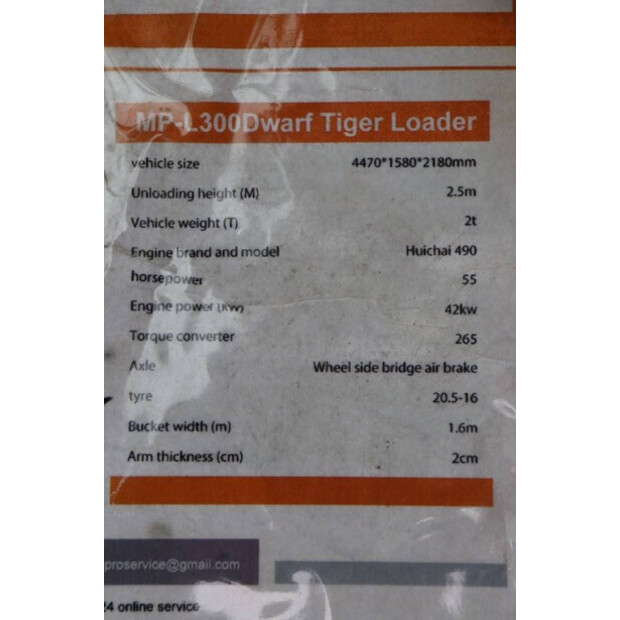 MP-L300Dwarf Tiger Loader
vehicle size 4470*1580*2180mm
Unloading height (M) 2.5m
Vehicle weight (T) 2t
Engine brand and model Huichai 490
horsepower 55
Engine power (KW) 42kw
Torque converter 265
Axle Wheel side bridge air brake
tyre 20.5-16
Bucket width (m) 1.6m
Arm thickness (cm) 2cm
proservice@gmail.com
24 online service